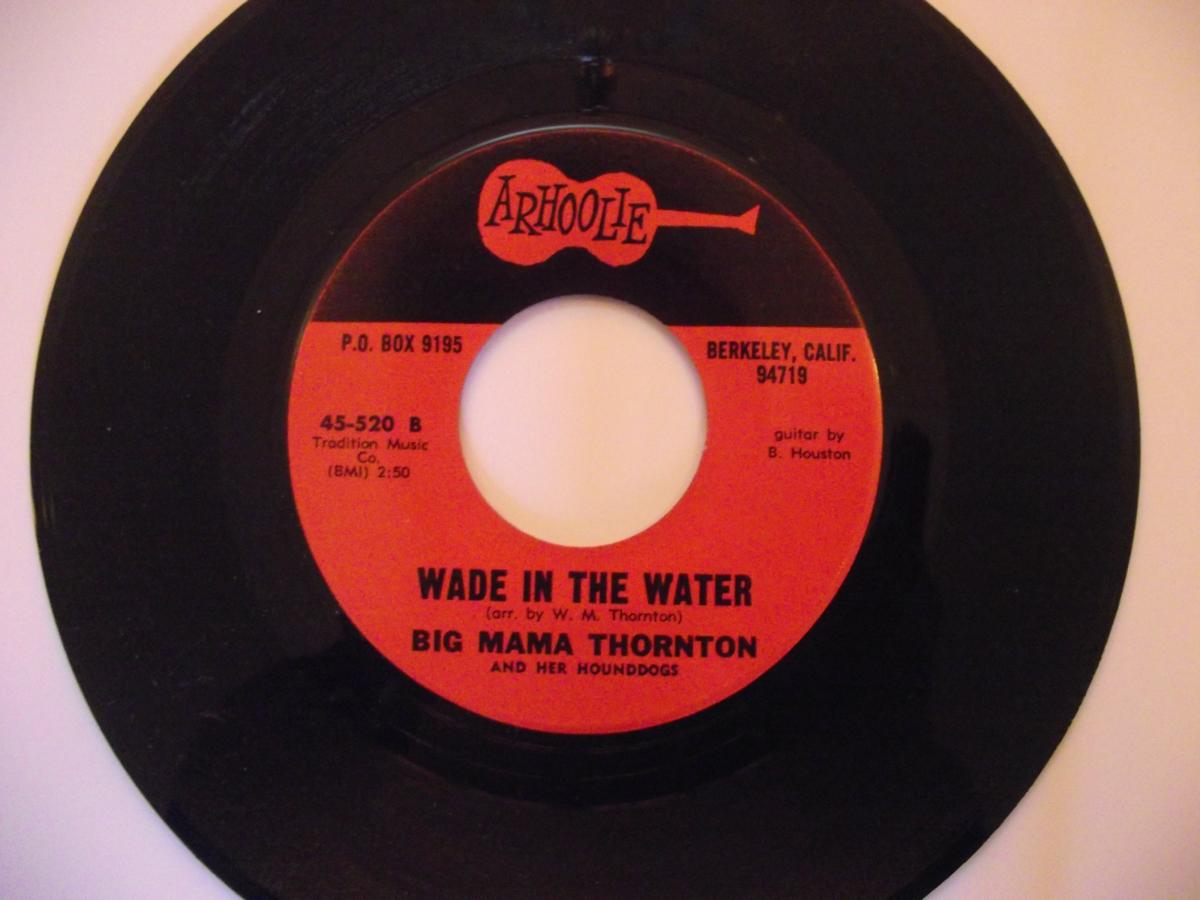 ARHOOLIE
P.O. BOX 9195
BERKELEY, CALIF.
94719
45-520 B
Tradition Music
Co.
(BMI) 2:50
guitar by
B. Houston
WADE IN THE WATER
(arr. by W. M. Thornton)
BIG MAMA THORNTON
AND HER HOUNDDOGS